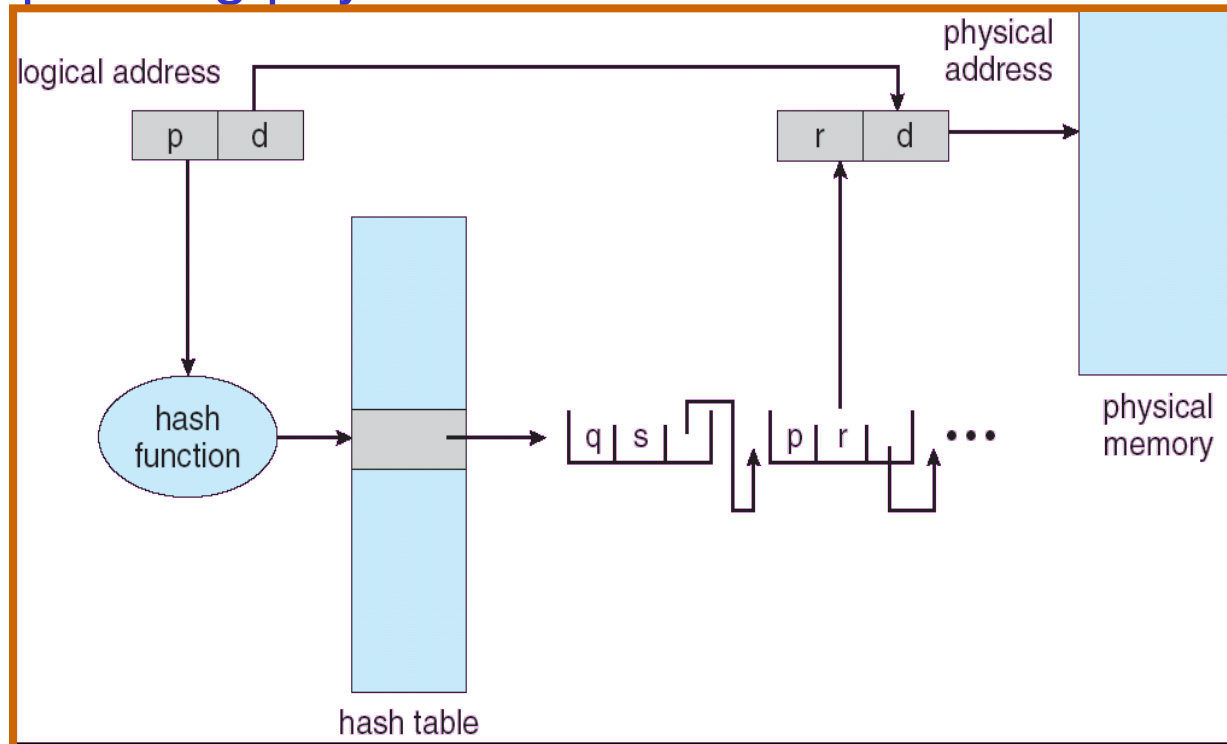 logical address
physical
address
p d
r d
hash
function
q s
p r
•••
physical
memory
hash table